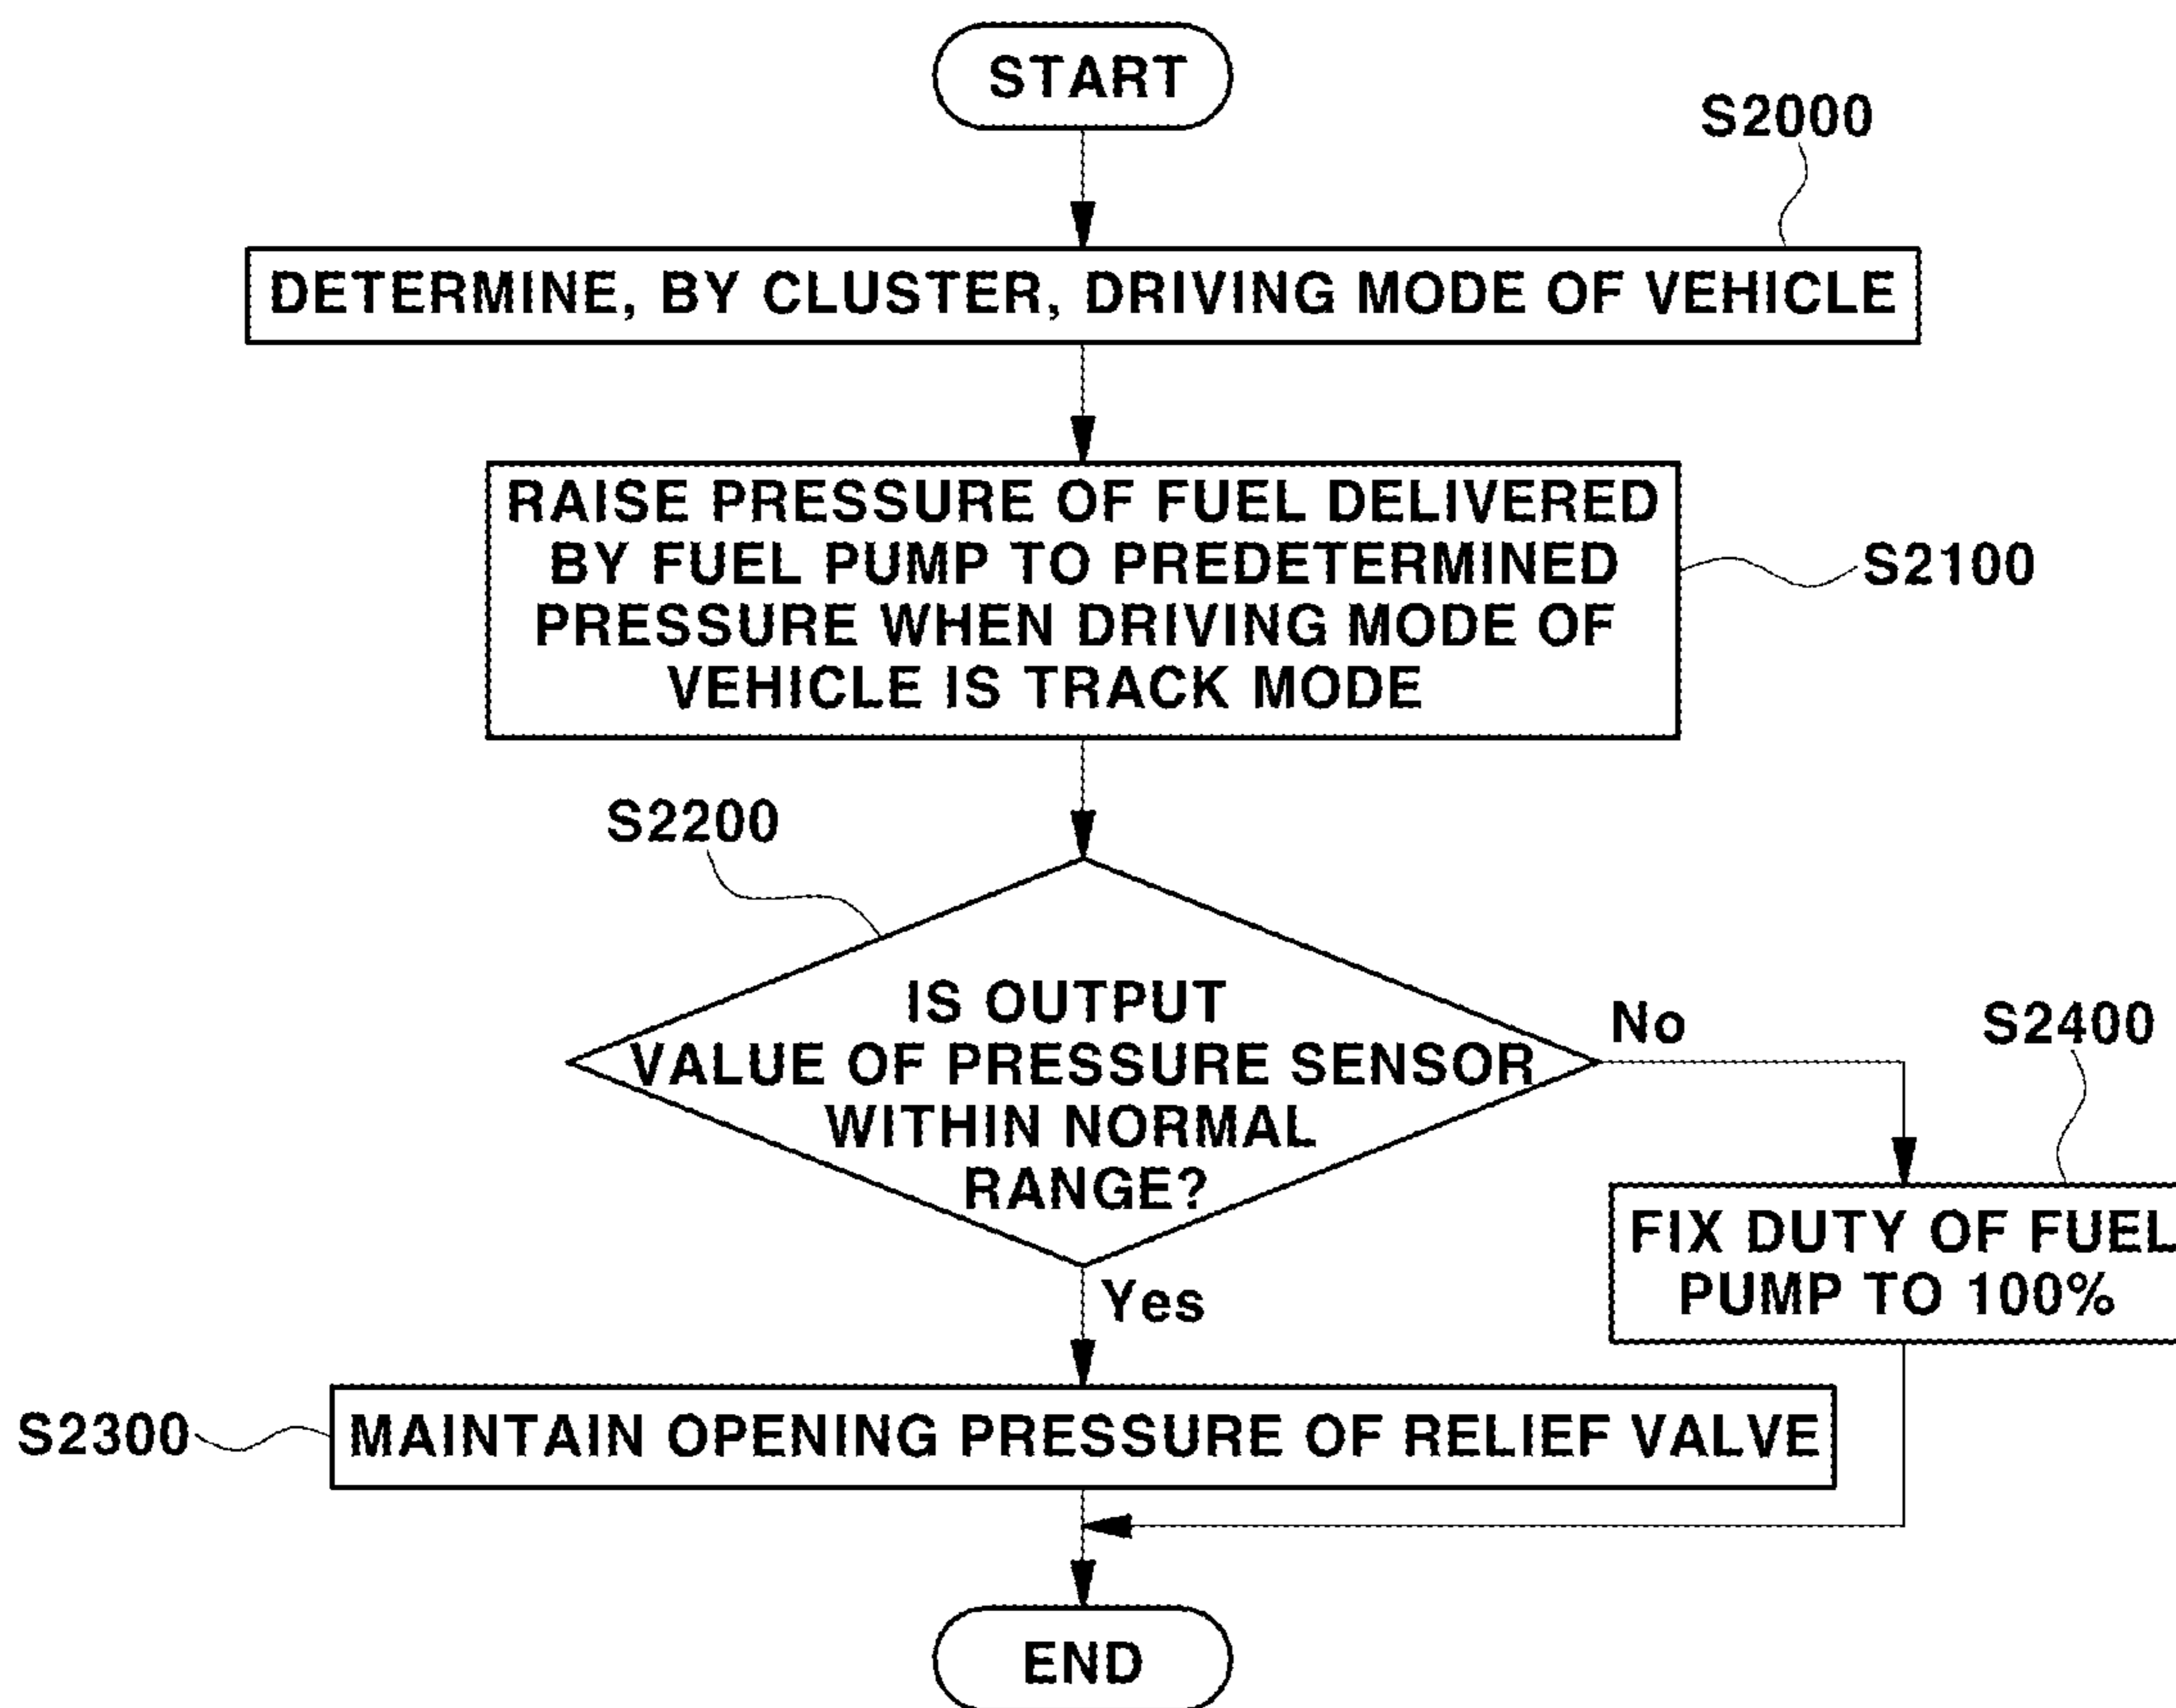 START
S2000
DETERMINE, BY CLUSTER, DRIVING MODE OF VEHICLE
RAISE PRESSURE OF FUEL DELIVERED
BY FUEL PUMP TO PREDETERMINED
PRESSURE WHEN DRIVING MODE OF
VEHICLE IS TRACK MODE
S2100
S2200
IS OUTPUT
VALUE OF PRESSURE SENSOR
WITHIN NORMAL
RANGE?
No
S2400
FIX DUTY OF FUEL
PUMP TO 100%
Yes
S2300
MAINTAIN OPENING PRESSURE OF RELIEF VALVE
END